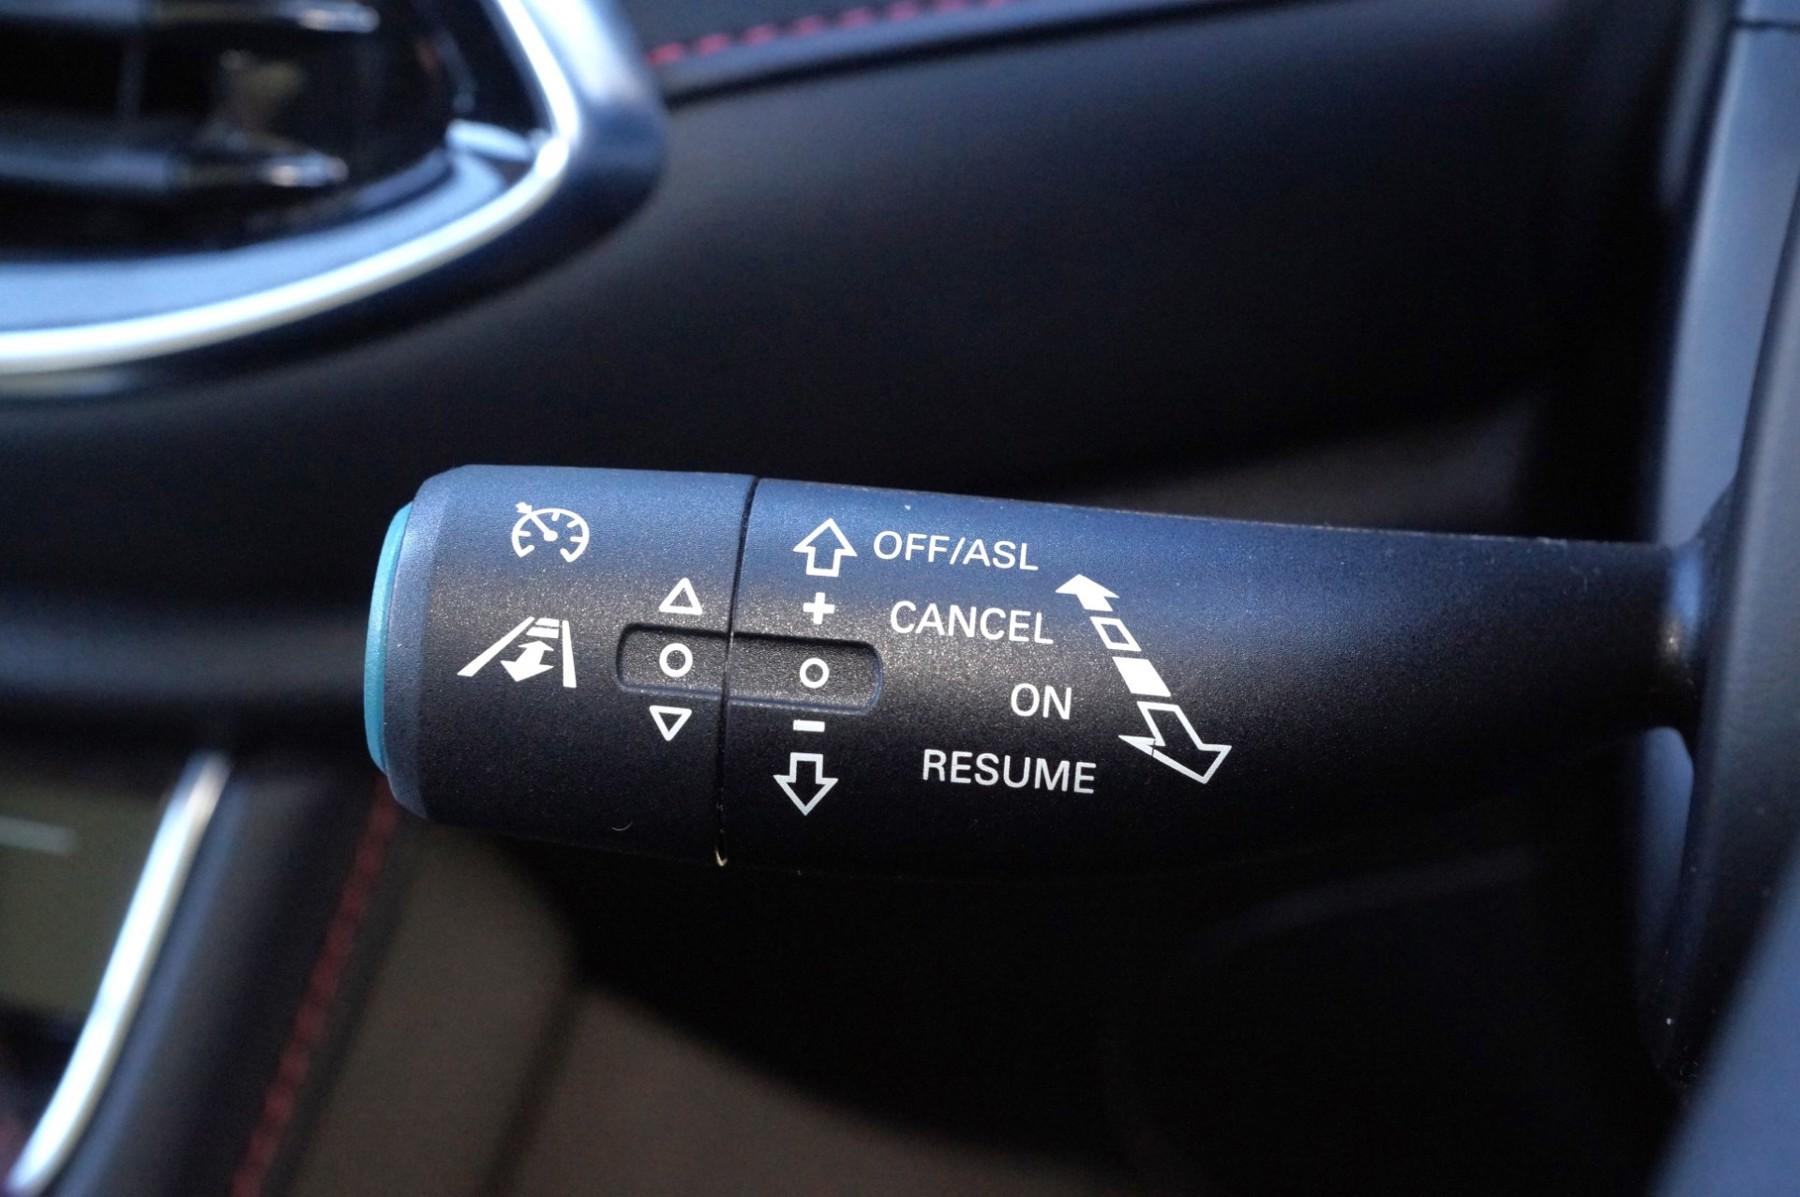 OFF/ASL
+
CANCEL
ON
-
RESUME